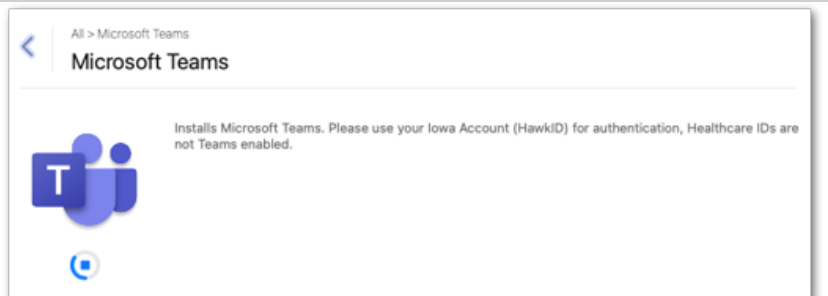 All > Microsoft Teams
Microsoft Teams
Installs Microsoft Teams. Please use your Iowa Account (HawkID) for authentication, Healthcare IDs are
not Teams enabled.
T